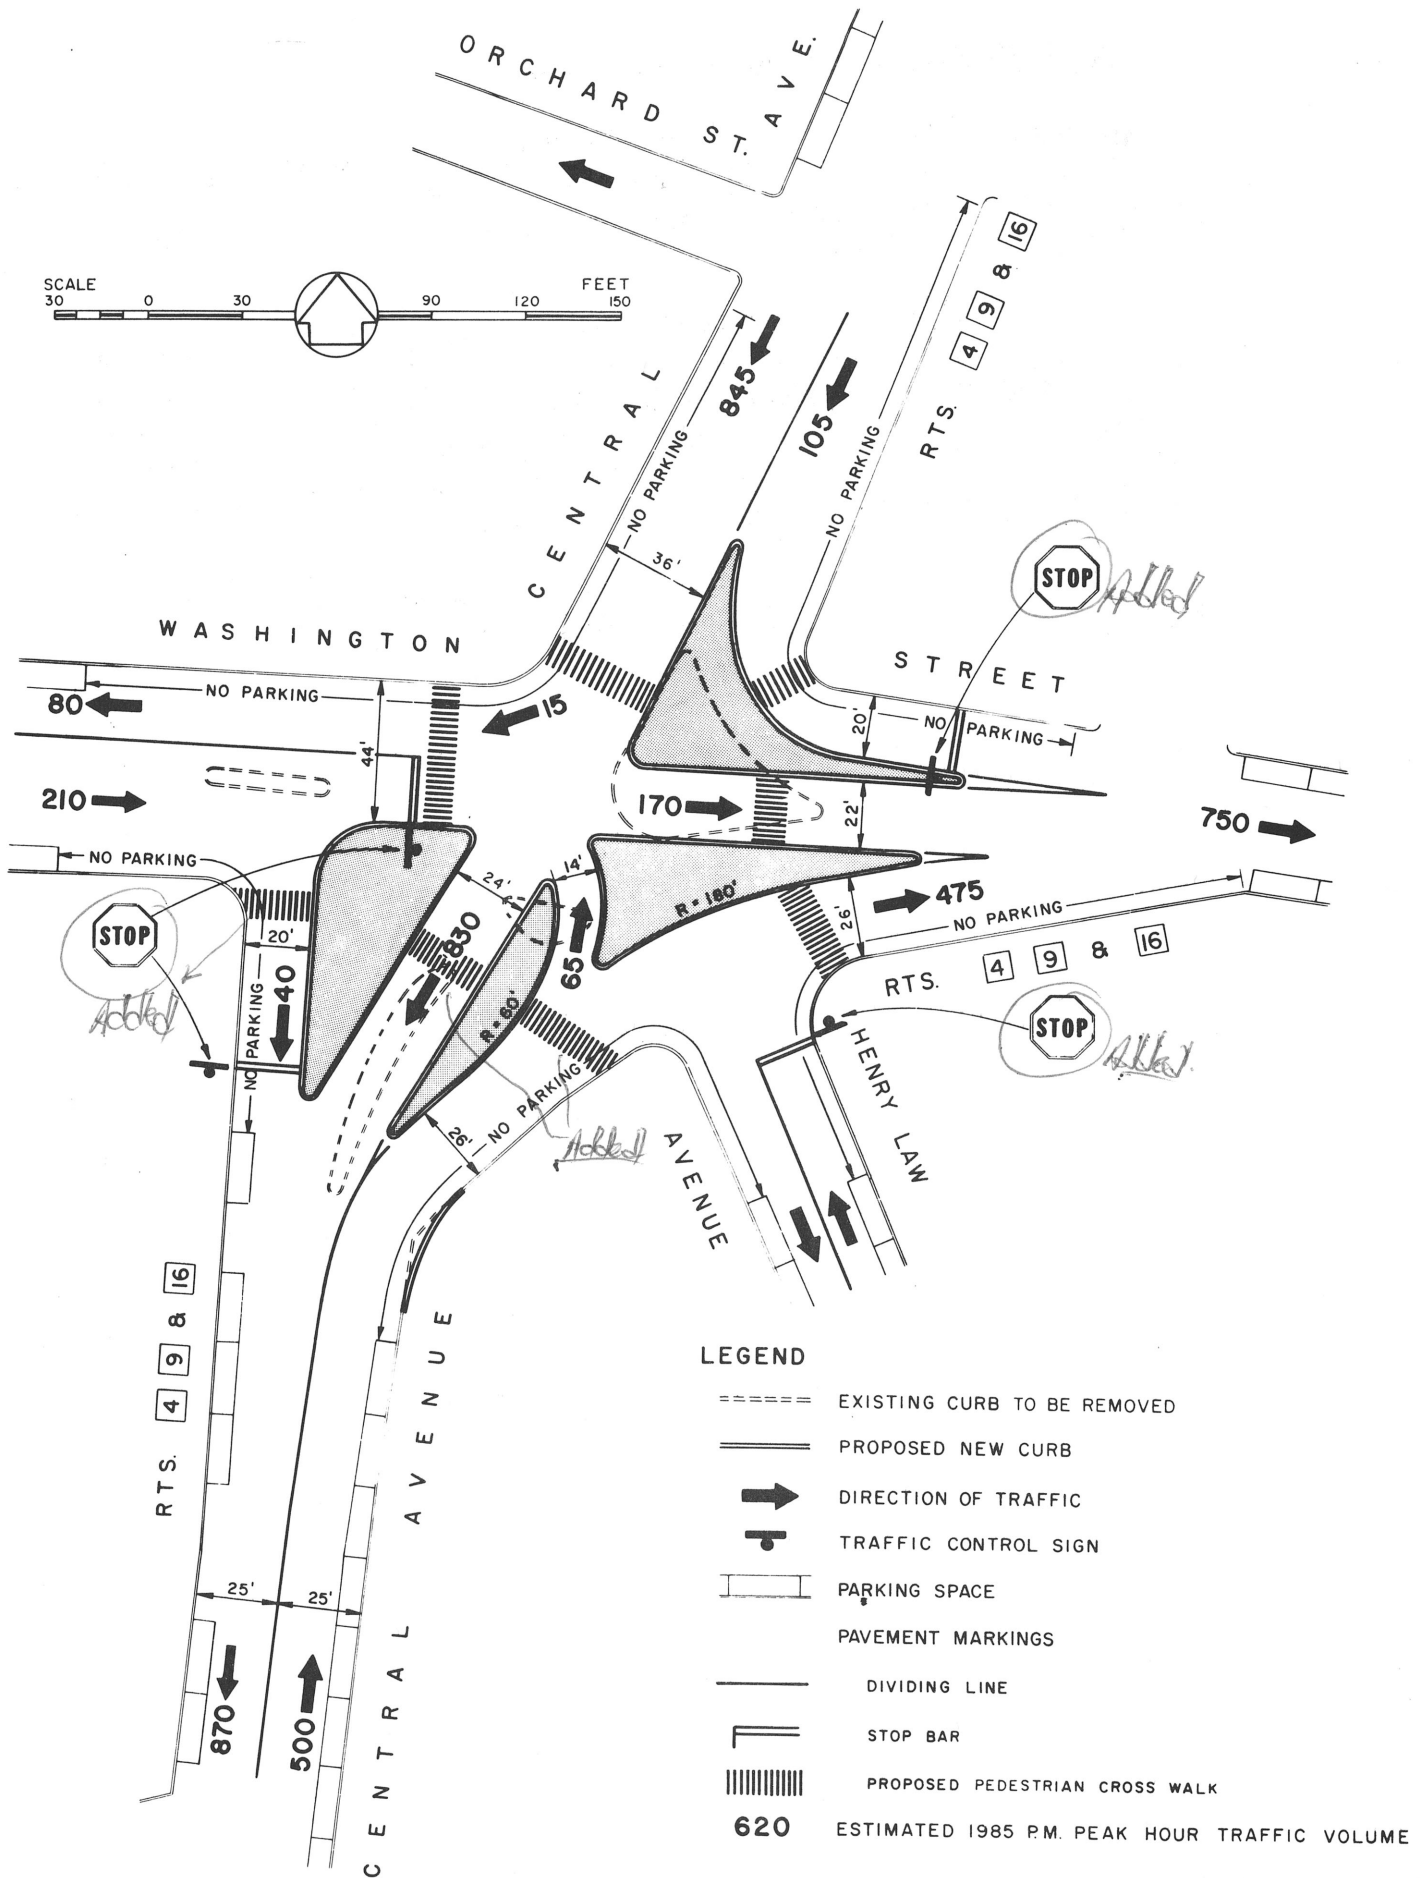 ORCHARD ST.
AVE.
RTS. 4 9 & 16
SCALE FEET
30 0 30 90 120 150
845
105
CENTRAL
NO PARKING
NO PARKING
36'
STOP
Added
WASHINGTON
STREET
NO PARKING
80
15
20'
NO PARKING
44'
210
170
22'
750
NO PARKING
14'
24'
R = 180'
475
26'
NO PARKING
STOP
20'
830
65
RTS. 4 9 & 16
Added
40
NO PARKING
R = 60'
STOP
Added
HENRY LAW
AVENUE
NO PARKING
26'
Added
RTS. 4 9 & 16
CENTRAL AVENUE
25' 25'
870
500
LEGEND
EXISTING CURB TO BE REMOVED
PROPOSED NEW CURB
DIRECTION OF TRAFFIC
TRAFFIC CONTROL SIGN
PARKING SPACE
PAVEMENT MARKINGS
DIVIDING LINE
STOP BAR
PROPOSED PEDESTRIAN CROSS WALK
620 ESTIMATED 1985 P.M. PEAK HOUR TRAFFIC VOLUME